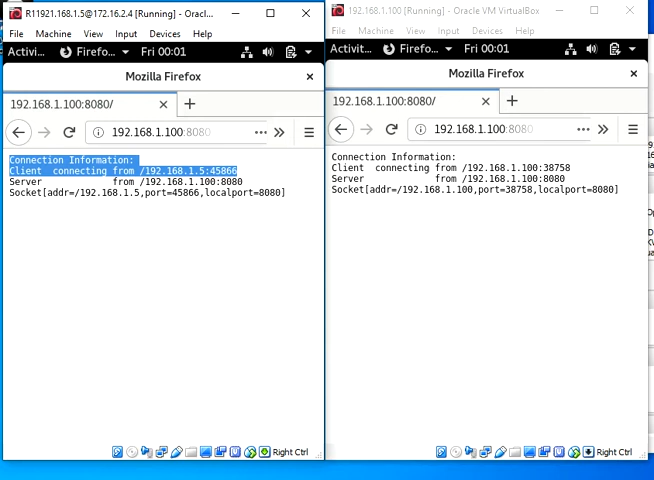 R11921.168.1.5@172.16.2.4 [Running] - Oracl...
File Machine View Input Devices Help
Activi... Firefo... Fri 00:01
Mozilla Firefox
192.168.1.100:8080/
192.168.1.100:8080
Connection Information:
Client connecting from /192.168.1.5:45866
Server from /192.168.1.100:8080
Socket[addr=/192.168.1.5,port=45866,localport=8080]
Right Ctrl
192.168.1.100 [Running] - Oracle VM VirtualBox
File Machine View Input Devices Help
Activit... Firefo... Fri 00:01
Mozilla Firefox
192.168.1.100:8080/
192.168.1.100:8080
Connection Information:
Client connecting from /192.168.1.100:38758
Server from /192.168.1.100:8080
Socket[addr=/192.168.1.100,port=38758,localport=8080]
Right Ctrl